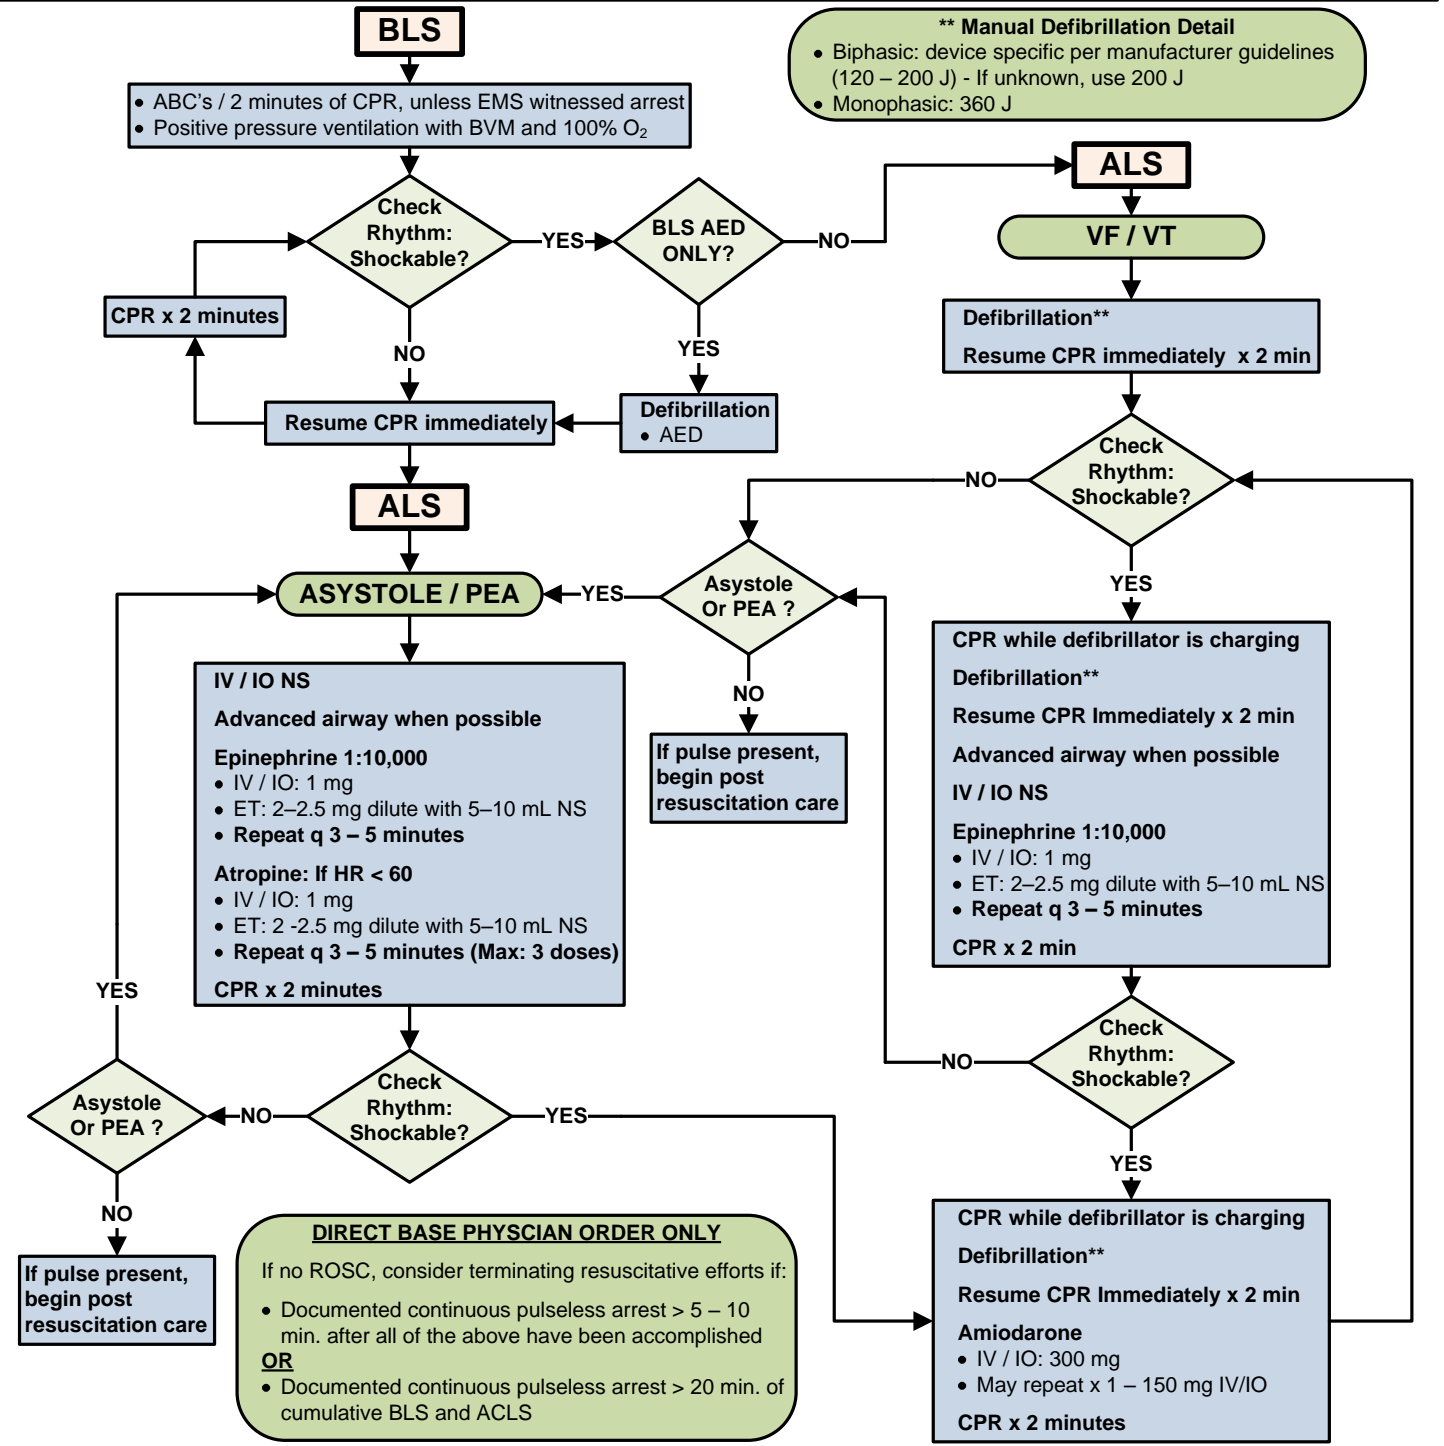 BLS
• ABC's / 2 minutes of CPR, unless EMS witnessed arrest
• Positive pressure ventilation with BVM and 100% O₂
Check
Rhythm:
Shockable?
YES
BLS AED
ONLY?
NO
CPR x 2 minutes
NO
YES
Resume CPR immediately
Defibrillation
• AED
** Manual Defibrillation Detail
• Biphasic: device specific per manufacturer guidelines
(120 – 200 J) - If unknown, use 200 J
• Monophasic: 360 J
ALS
VF / VT
Defibrillation**
Resume CPR immediately x 2 min
Check
Rhythm:
Shockable?
NO
YES
ALS
ASYSTOLE / PEA
YES
Asystole
Or PEA ?
NO
If pulse present,
begin post
resuscitation care
IV / IO NS
Advanced airway when possible
Epinephrine 1:10,000
• IV / IO: 1 mg
• ET: 2–2.5 mg dilute with 5–10 mL NS
• Repeat q 3 – 5 minutes
Atropine: If HR < 60
• IV / IO: 1 mg
• ET: 2 -2.5 mg dilute with 5–10 mL NS
• Repeat q 3 – 5 minutes (Max: 3 doses)
CPR x 2 minutes
CPR while defibrillator is charging
Defibrillation**
Resume CPR Immediately x 2 min
Advanced airway when possible
IV / IO NS
Epinephrine 1:10,000
• IV / IO: 1 mg
• ET: 2–2.5 mg dilute with 5–10 mL NS
• Repeat q 3 – 5 minutes
CPR x 2 min
Check
Rhythm:
Shockable?
NO
YES
YES
Asystole
Or PEA ?
NO
Check
Rhythm:
Shockable?
YES
NO
If pulse present,
begin post
resuscitation care
DIRECT BASE PHYSCIAN ORDER ONLY
If no ROSC, consider terminating resuscitative efforts if:
• Documented continuous pulseless arrest > 5 – 10
min. after all of the above have been accomplished
OR
• Documented continuous pulseless arrest > 20 min. of
cumulative BLS and ACLS
CPR while defibrillator is charging
Defibrillation**
Resume CPR Immediately x 2 min
Amiodarone
• IV / IO: 300 mg
• May repeat x 1 – 150 mg IV/IO
CPR x 2 minutes